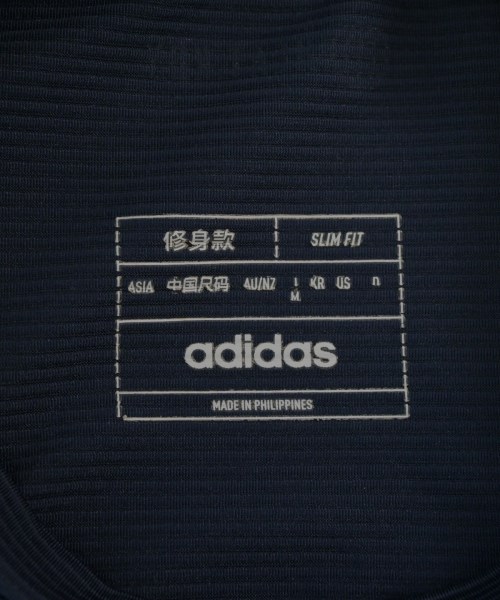 修身款 SLIM FIT
ASIA 中国尺码 AU/NZ KR US
M
adidas
MADE IN PHILIPPINES